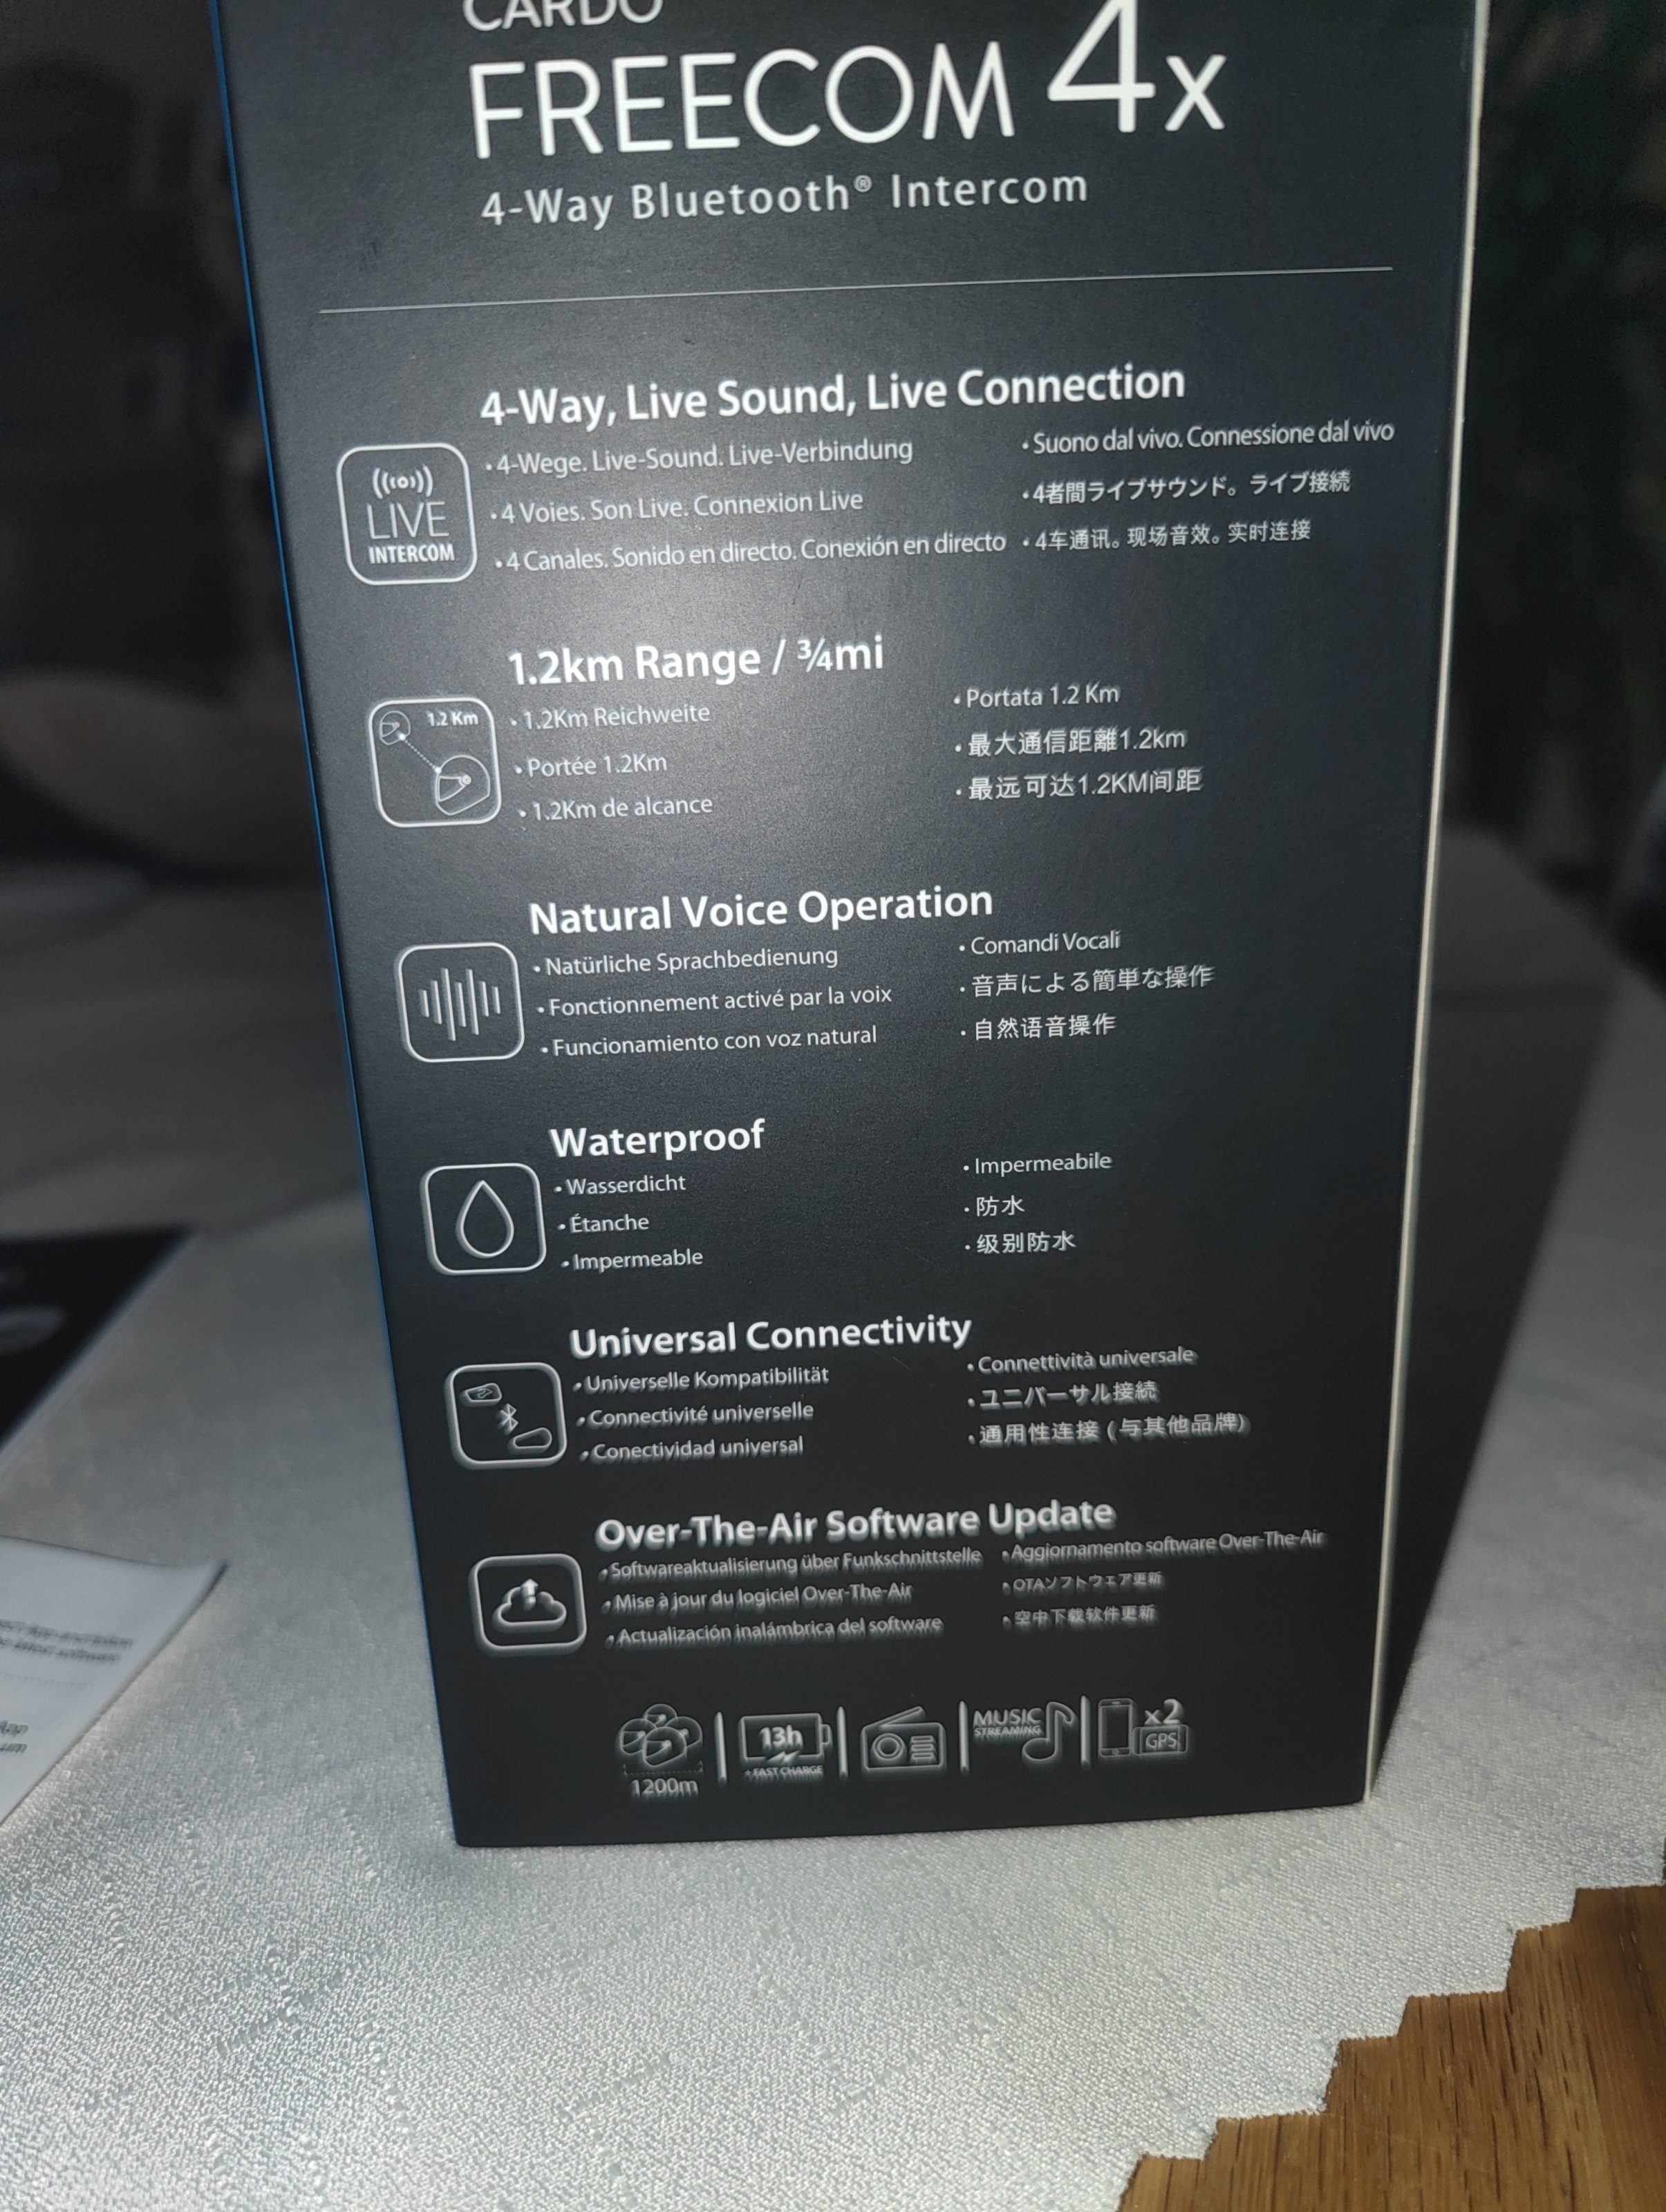 CARDO
FREECOM 4x
4-Way Bluetooth® Intercom
4-Way, Live Sound, Live Connection
((o))
LIVE
INTERCOM
• 4-Wege. Live-Sound. Live-Verbindung
• 4 Voies. Son Live. Connexion Live
• 4 Canales. Sonido en directo. Conexión en directo
• Suono dal vivo. Connessione dal vivo
• 4者間ライブサウンド。ライブ接続
• 4车通讯。现场音效。实时连接
1.2km Range / ¾mi
1.2 Km
• 1.2Km Reichweite
• Portée 1.2Km
• 1.2Km de alcance
• Portata 1.2 Km
• 最大通信距離1.2km
• 最远可达1.2KM间距
Natural Voice Operation
• Natürliche Sprachbedienung
• Fonctionnement activé par la voix
• Funcionamiento con voz natural
• Comandi Vocali
• 音声による簡単な操作
• 自然语音操作
Waterproof
• Wasserdicht
• Étanche
• Impermeable
• Impermeabile
• 防水
• 级别防水
Universal Connectivity
• Universelle Kompatibilität
• Connectivité universelle
• Conectividad universal
• Connettività universale
• ユニバーサル接続
• 通用性连接 (与其他品牌)
Over-The-Air Software Update
• Softwareaktualisierung über Funkschnittstelle
• Mise à jour du logiciel Over-The-Air
• Actualización inalámbrica del software
• Aggiornamento software Over-The-Air
• OTAソフトウェア更新
• 空中下载软件更新
1200m
13h
+ FAST CHARGE
MUSIC
STREAMING
x2
GPS